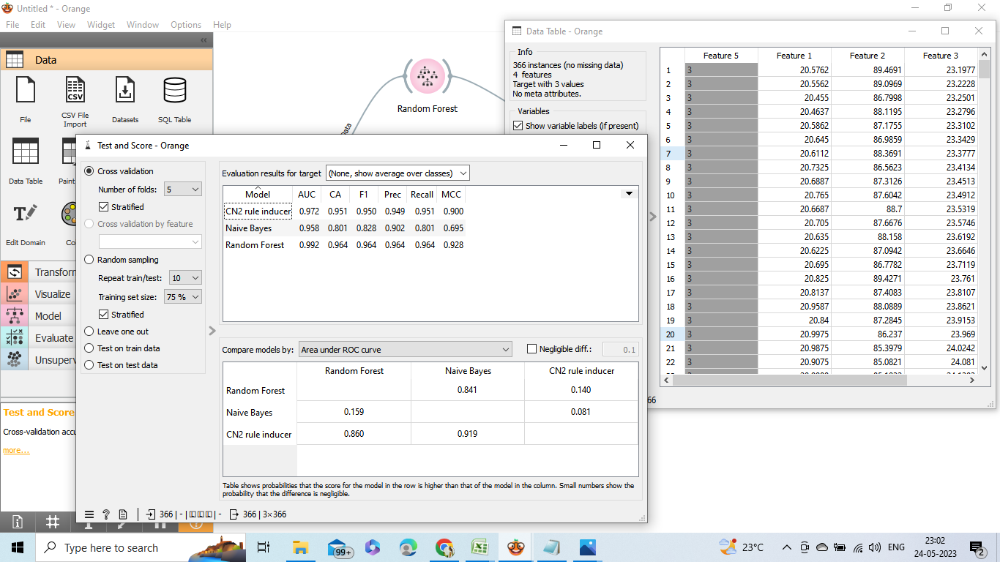 Untitled * - Orange
File Edit View Widget Window Options Help
Data
File
CSV File Import
Datasets
SQL Table
Data Table
Paint
Edit Domain
Co
Transform
Visualize
Model
Evaluate
Unsuperv
Test and Score
Cross-validation accu
more...
Random Forest
Data
Data Table - Orange
Info
366 instances (no missing data)
4 features
Target with 3 values
No meta attributes.
Variables
Show variable labels (if present)
Feature 5 Feature 1 Feature 2 Feature 3
1 3 20.5762 89.4691 23.1977
2 3 20.5562 89.0969 23.2228
3 3 20.455 86.7998 23.2501
4 3 20.4637 88.1195 23.2796
5 3 20.5862 87.1755 23.3102
6 3 20.645 86.9859 23.3429
7 3 20.6112 88.3691 23.3777
8 3 20.7325 86.5623 23.4134
9 3 20.6887 87.3126 23.4513
10 3 20.765 87.6042 23.4912
11 3 20.6687 88.7 23.5319
12 3 20.705 87.6676 23.5746
13 3 20.635 88.158 23.6192
14 3 20.6225 87.0942 23.6646
15 3 20.695 86.7782 23.7119
16 3 20.825 89.4271 23.761
17 3 20.8137 87.4083 23.8107
18 3 20.9587 88.0889 23.8621
19 3 20.84 87.2845 23.9153
20 3 20.9975 86.237 23.969
21 3 20.9875 85.3979 24.0242
22 3 20.9075 85.0821 24.081
66
Test and Score - Orange
Cross validation
Number of folds: 5
Stratified
Cross validation by feature
Random sampling
Repeat train/test: 10
Training set size: 75 %
Stratified
Leave one out
Test on train data
Test on test data
Evaluation results for target (None, show average over classes)
Model AUC CA F1 Prec Recall MCC
CN2 rule inducer 0.972 0.951 0.950 0.949 0.951 0.900
Naive Bayes 0.958 0.801 0.828 0.902 0.801 0.695
Random Forest 0.992 0.964 0.964 0.964 0.964 0.928
Compare models by: Area under ROC curve Negligible diff.: 0.1
Random Forest Naive Bayes CN2 rule inducer
Random Forest 0.841 0.140
Naive Bayes 0.159 0.081
CN2 rule inducer 0.860 0.919
Table shows probabilities that the score for the model in the row is higher than that of the model in the column. Small numbers show the
probability that the difference is negligible.
366 | - | | - 366 | 3×366
Type here to search
99+
23°C
ENG
23:02
24-05-2023
2